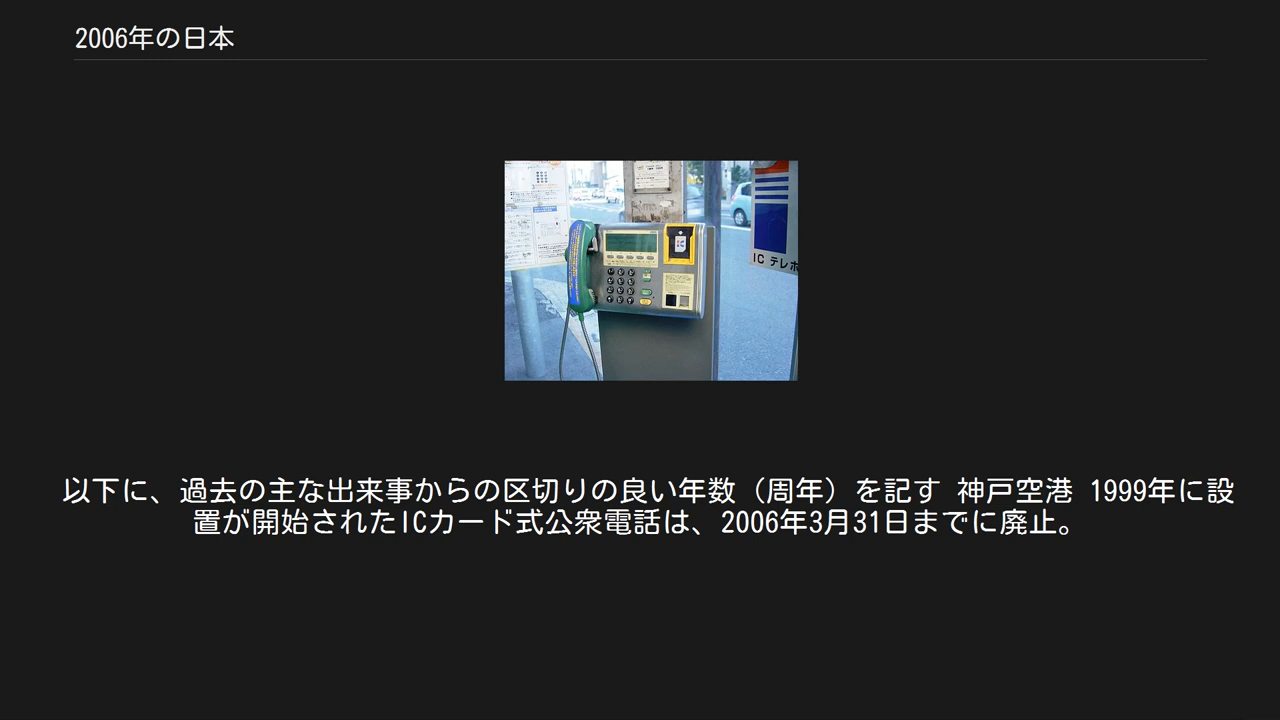 2006年の日本
IC テレホ
以下に、過去の主な出来事からの区切りの良い年数（周年）を記す 神戸空港 1999年に設
置が開始されたICカード式公衆電話は、2006年3月31日までに廃止。